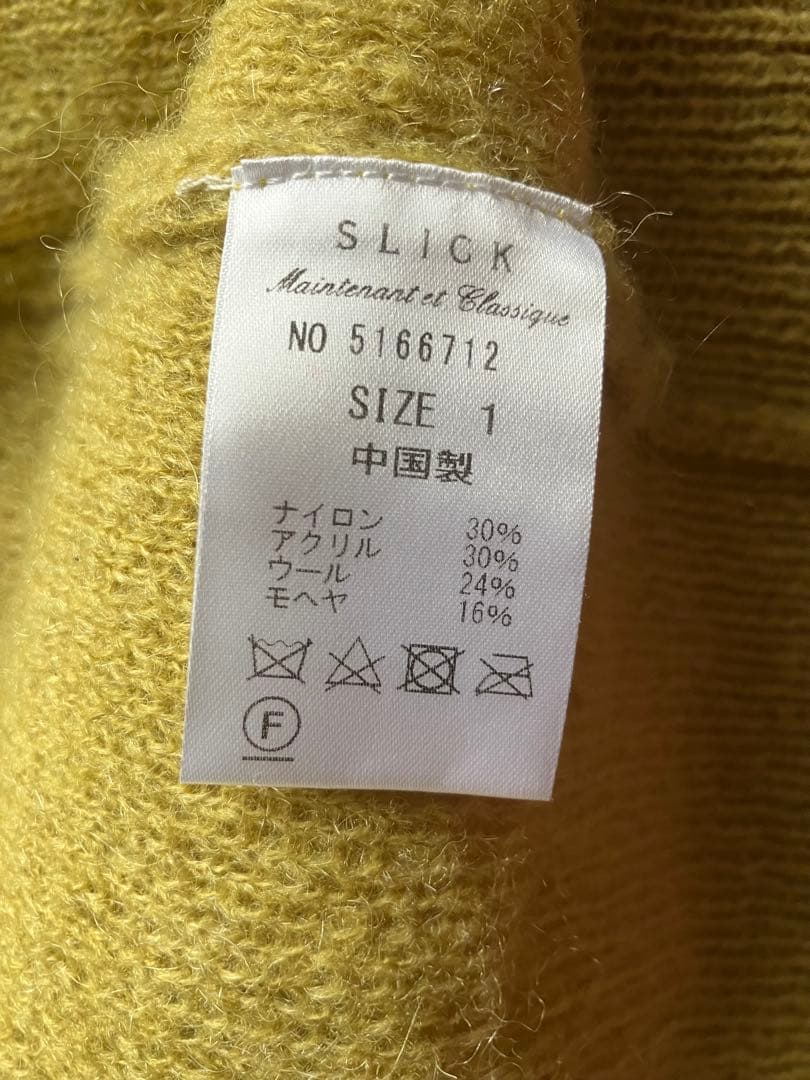 SLICK
Maintenant et Classique
NO 5166712
SIZE 1
中国製
ナイロン 30%
アクリル 30%
ウール 24%
モヘヤ 16%
F